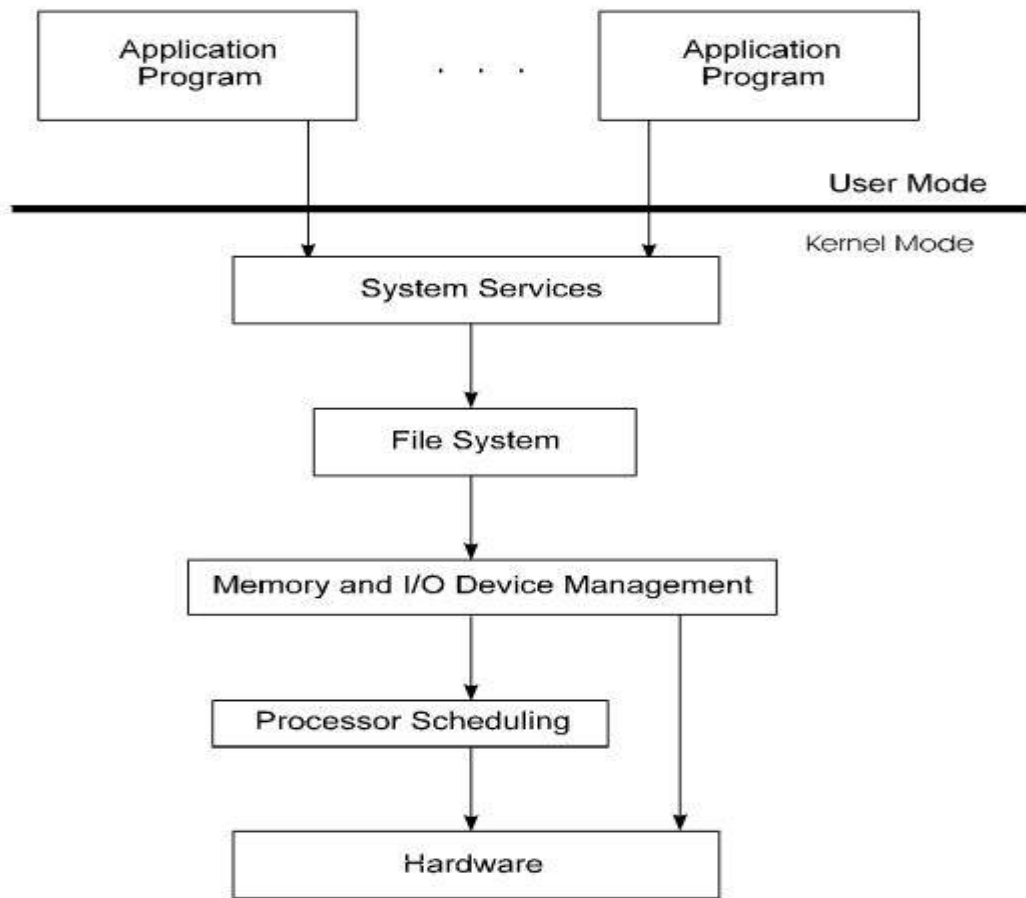 Application
Program
. . .
Application
Program
User Mode
Kernel Mode
System Services
File System
Memory and I/O Device Management
Processor Scheduling
Hardware